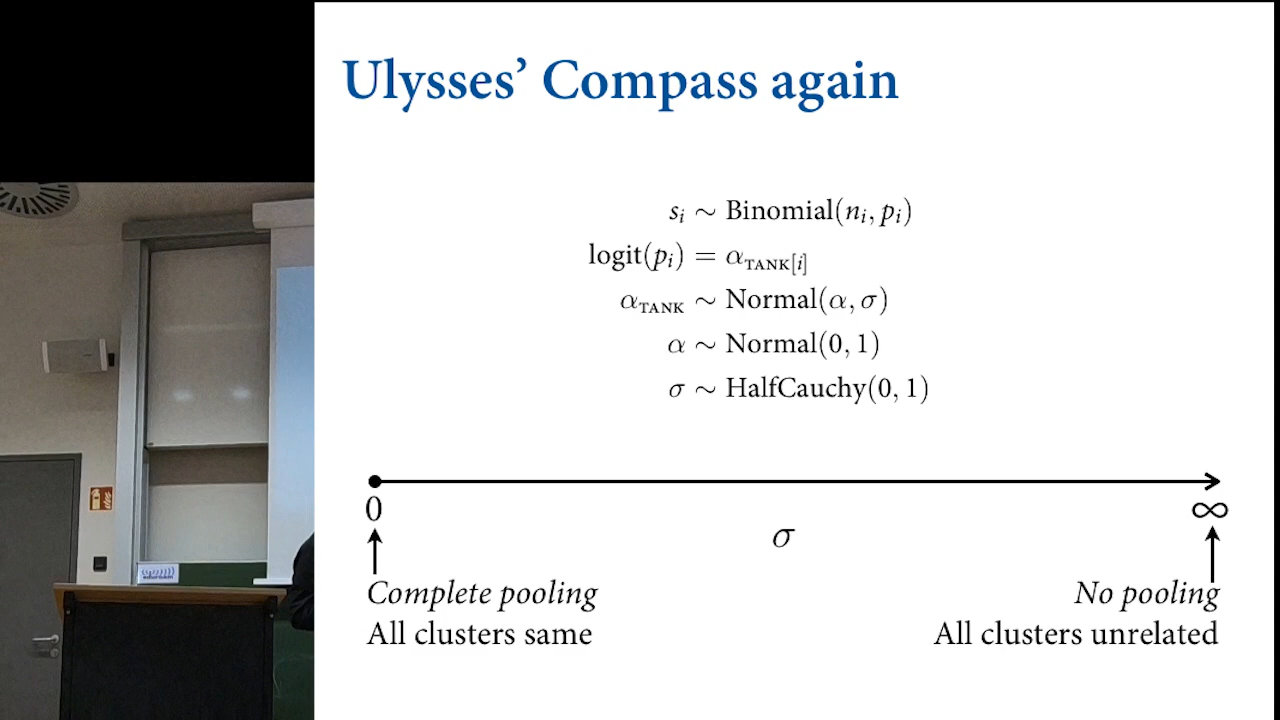 Ulysses’ Compass again
sᵢ ~ Binomial(nᵢ, pᵢ)
logit(pᵢ) = α_TANK[i]
α_TANK ~ Normal(α, σ)
α ~ Normal(0, 1)
σ ~ HalfCauchy(0, 1)
0
∞
σ
Complete pooling
All clusters same
No pooling
All clusters unrelated